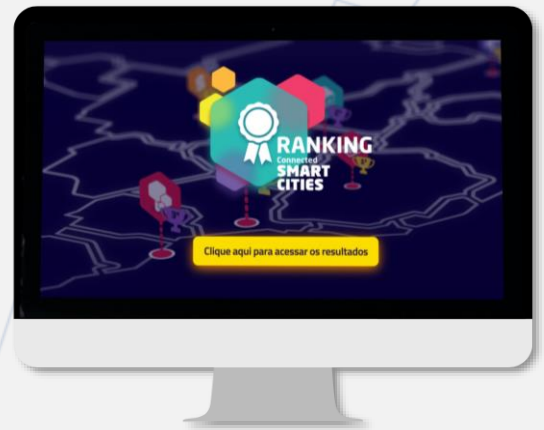 RANKING
Connected
SMART
CITIES
Clique aqui para acessar os resultados